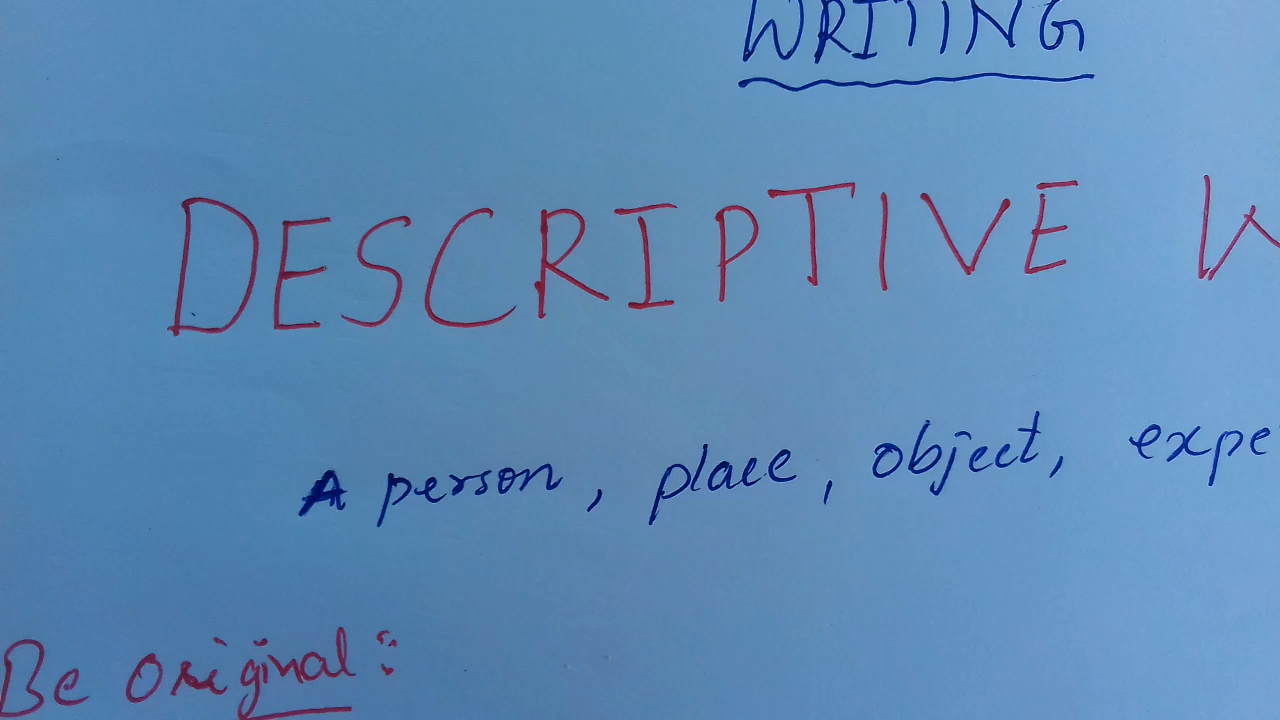 WRITING
DESCRIPTIVE
A person, place, object,
Be original: